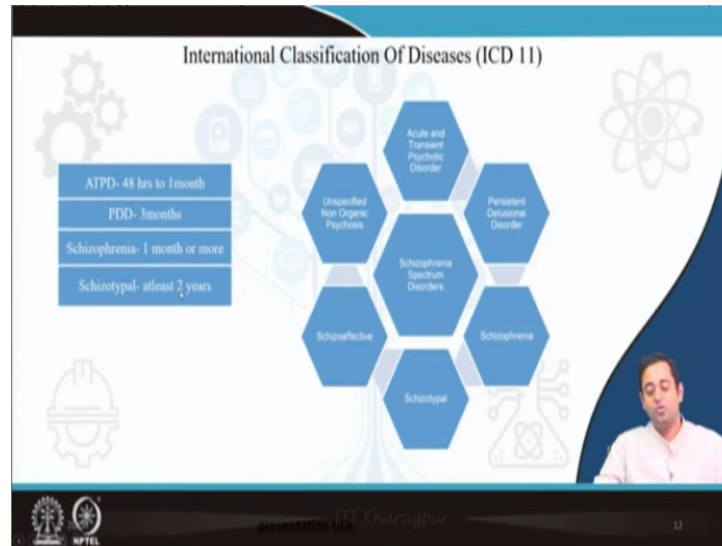 International Classification Of Diseases (ICD 11)
ATPD- 48 hrs to 1month
PDD- 3months
Schizophrenia- 1 month or more
Schizotypal- atleast 2 years
Acute and
Transient
Psychotic
Disorder
Unspecified
Non Organic
Psychosis
Persistent
Delusional
Disorder
Schizophrenia
Spectrum
Disorders
Schizoaffective
Schizophrenia
Schizotypal
IIT Kharagpur
presentation title
NPTEL
12